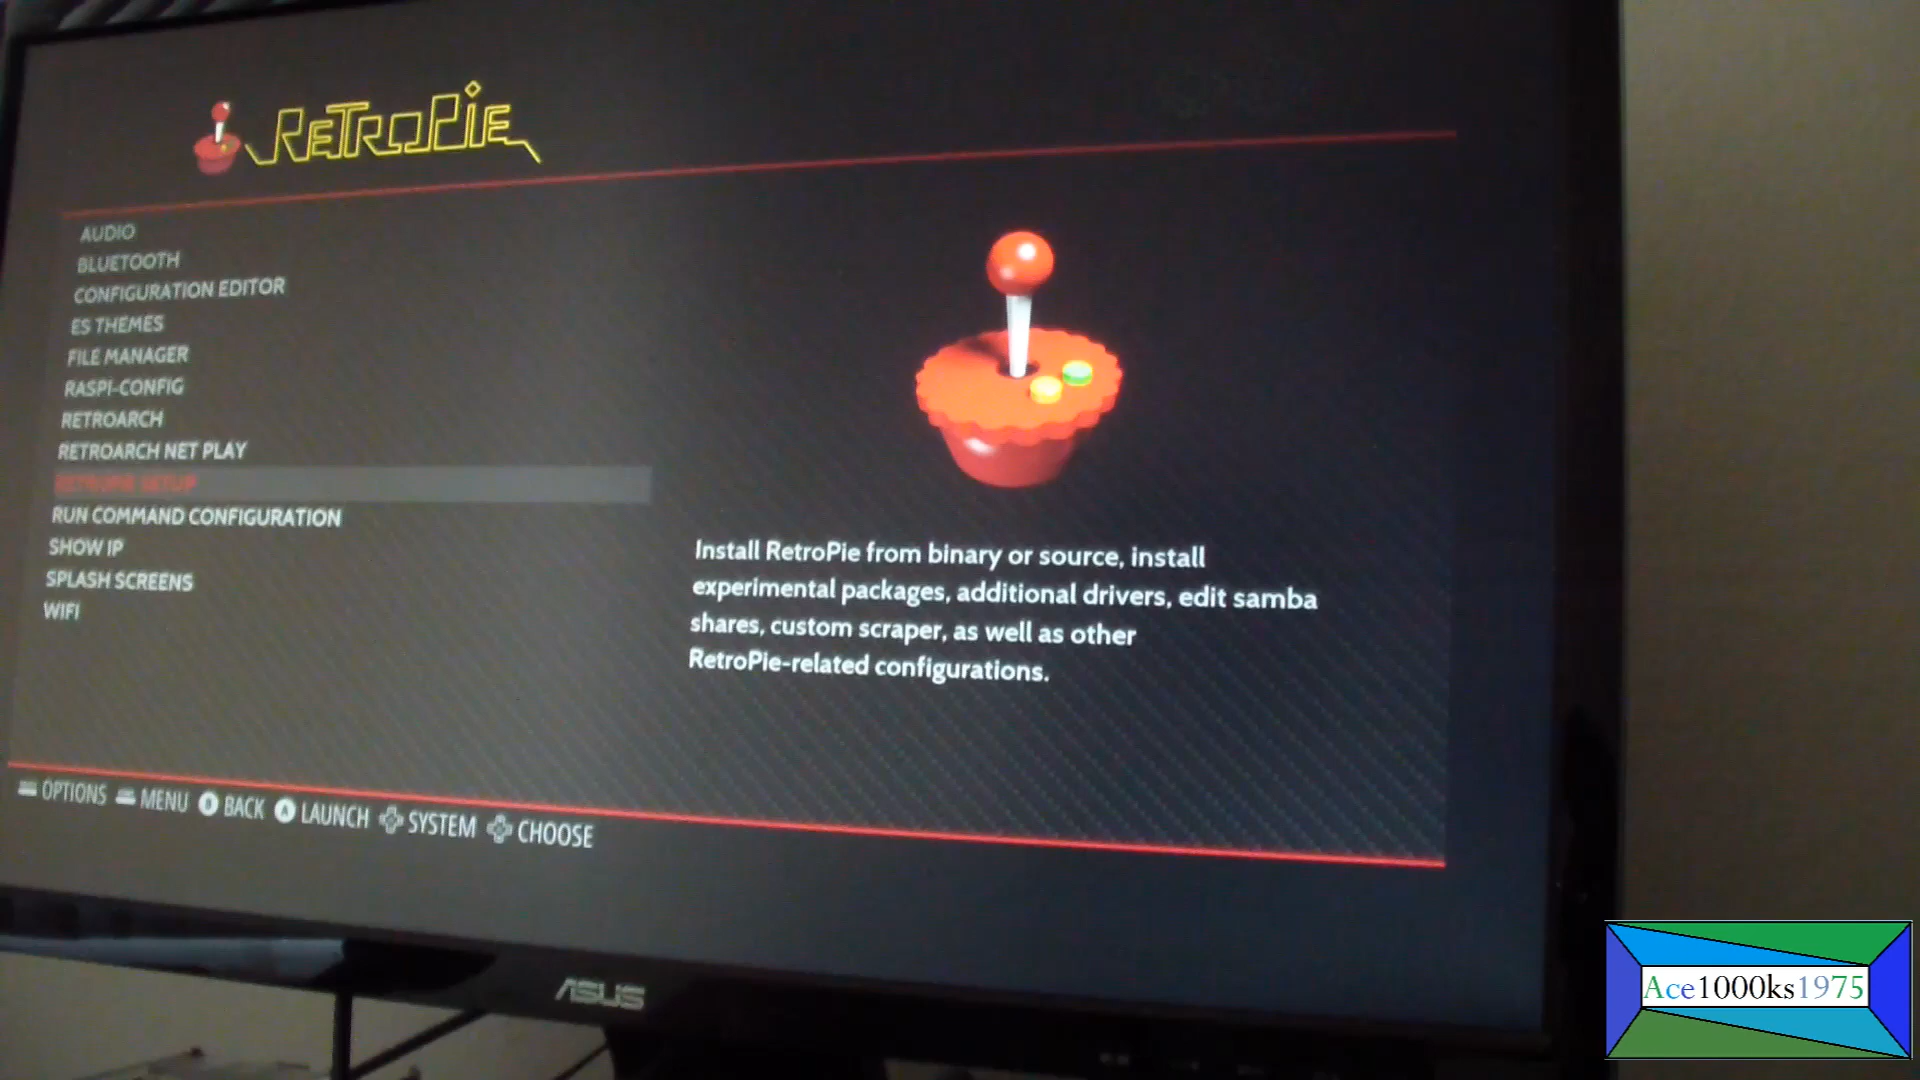 RETROPIE
AUDIO
BLUETOOTH
CONFIGURATION EDITOR
ES THEMES
FILE MANAGER
RASPI-CONFIG
RETROARCH
RETROARCH NET PLAY
RETROPIE SETUP
RUN COMMAND CONFIGURATION
SHOW IP
SPLASH SCREENS
WIFI
Install RetroPie from binary or source, install
experimental packages, additional drivers, edit samba
shares, custom scraper, as well as other
RetroPie-related configurations.
OPTIONS MENU B BACK A LAUNCH SYSTEM CHOOSE
ASUS
Ace1000ks1975